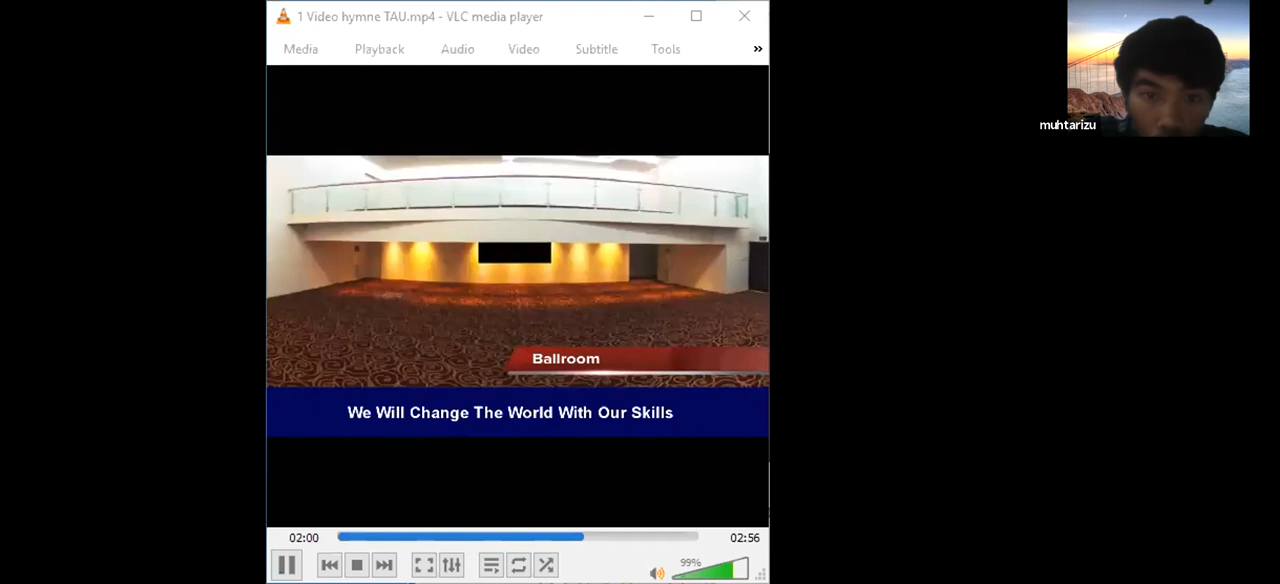 1 Video hymne TAU.mp4 - VLC media player
Media Playback Audio Video Subtitle Tools »
muhtarizu
Ballroom
We Will Change The World With Our Skills
02:00 02:56
99%